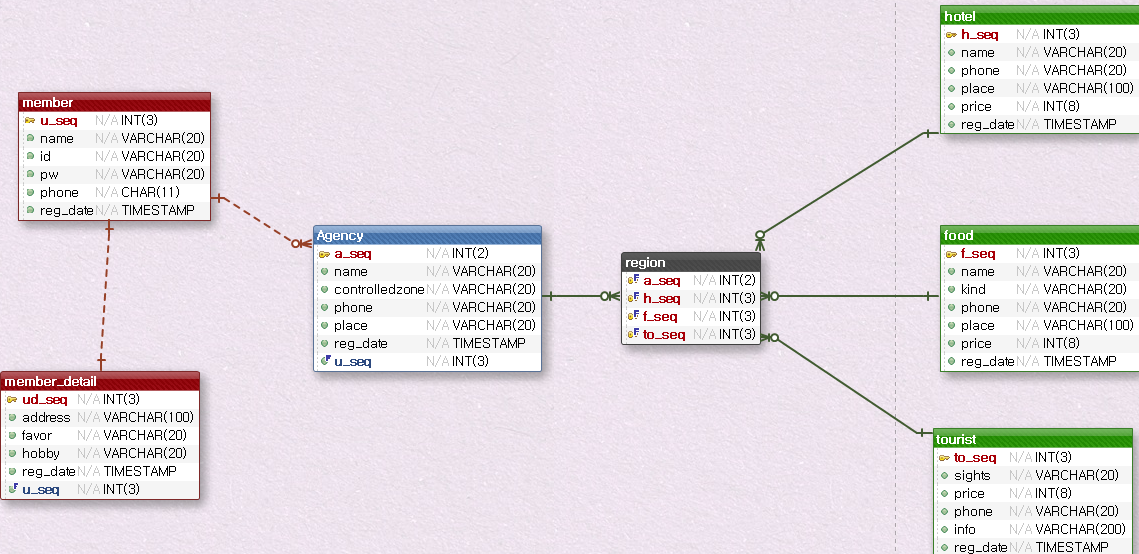 member
u_seq N/A INT(3)
name N/A VARCHAR(20)
id N/A VARCHAR(20)
pw N/A VARCHAR(20)
phone N/A CHAR(11)
reg_date N/A TIMESTAMP
member_detail
ud_seq N/A INT(3)
address N/A VARCHAR(100)
favor N/A VARCHAR(20)
hobby N/A VARCHAR(20)
reg_date N/A TIMESTAMP
u_seq N/A INT(3)
Agency
a_seq N/A INT(2)
name N/A VARCHAR(20)
controlledzone N/A VARCHAR(20)
phone N/A VARCHAR(20)
place N/A VARCHAR(20)
reg_date N/A TIMESTAMP
u_seq N/A INT(3)
region
a_seq N/A INT(2)
h_seq N/A INT(3)
f_seq N/A INT(3)
to_seq N/A INT(3)
hotel
h_seq N/A INT(3)
name N/A VARCHAR(20)
phone N/A VARCHAR(20)
place N/A VARCHAR(100)
price N/A INT(8)
reg_date N/A TIMESTAMP
food
f_seq N/A INT(3)
name N/A VARCHAR(20)
kind N/A VARCHAR(20)
phone N/A VARCHAR(20)
place N/A VARCHAR(100)
price N/A INT(8)
reg_date N/A TIMESTAMP
tourist
to_seq N/A INT(3)
sights N/A VARCHAR(20)
price N/A INT(8)
phone N/A VARCHAR(20)
info N/A VARCHAR(200)
reg_date N/A TIMESTAMP